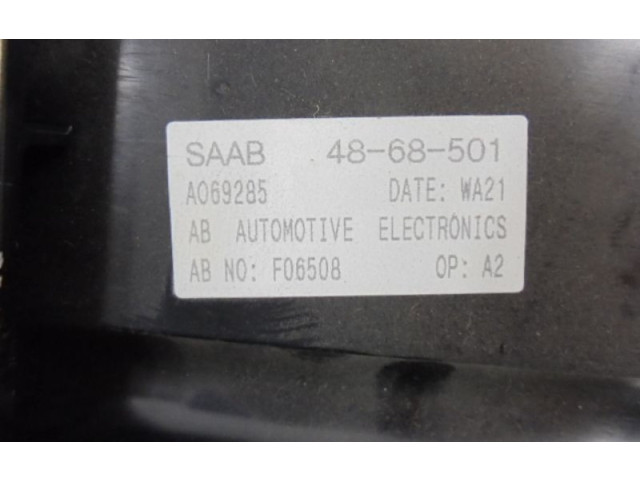 SAAB 48-68-501
A069285 DATE: WA21
AB AUTOMOTIVE ELECTRONICS
AB NO: F06508 OP: A2